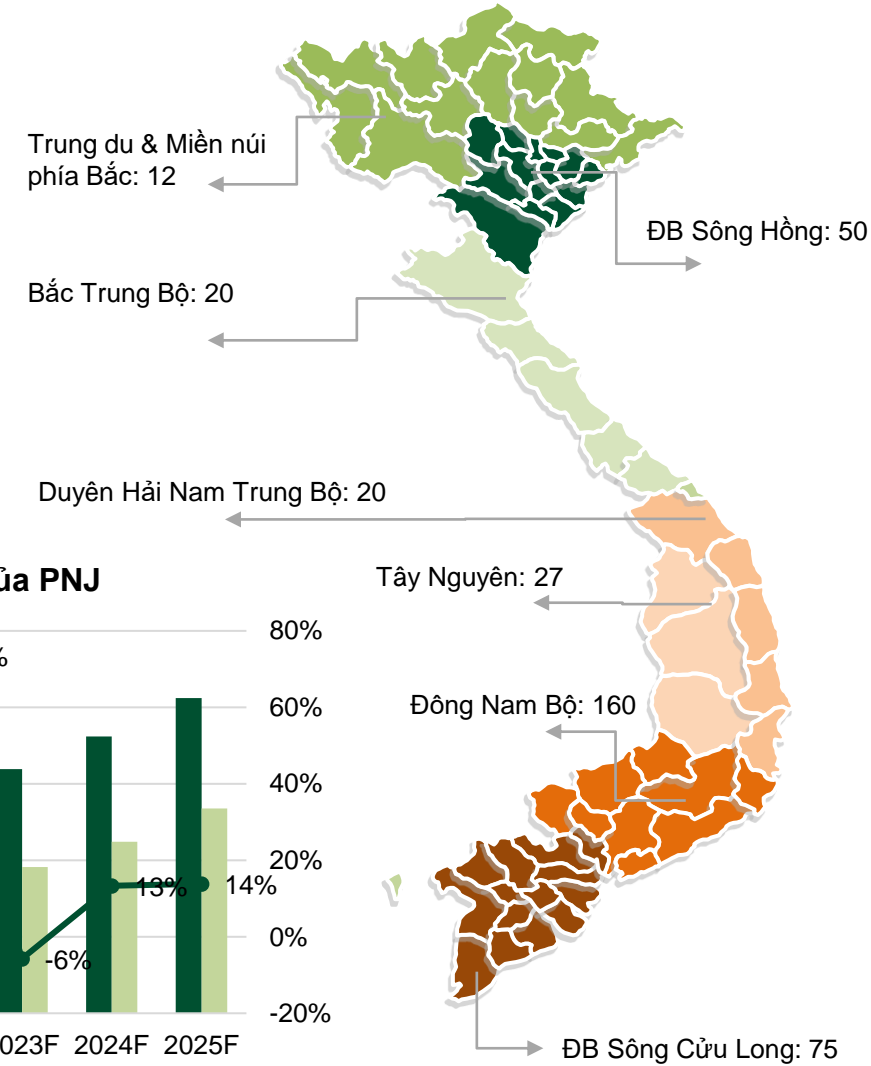 Trung du & Miền núi
phía Bắc: 12
ĐB Sông Hồng: 50
Bắc Trung Bộ: 20
Duyên Hải Nam Trung Bộ: 20
Tây Nguyên: 27
Đông Nam Bộ: 160
ĐB Sông Cửu Long: 75
ủa PNJ
80%
%
60%
40%
20%
0%
-20%
-6%
13%
14%
023F 2024F 2025F